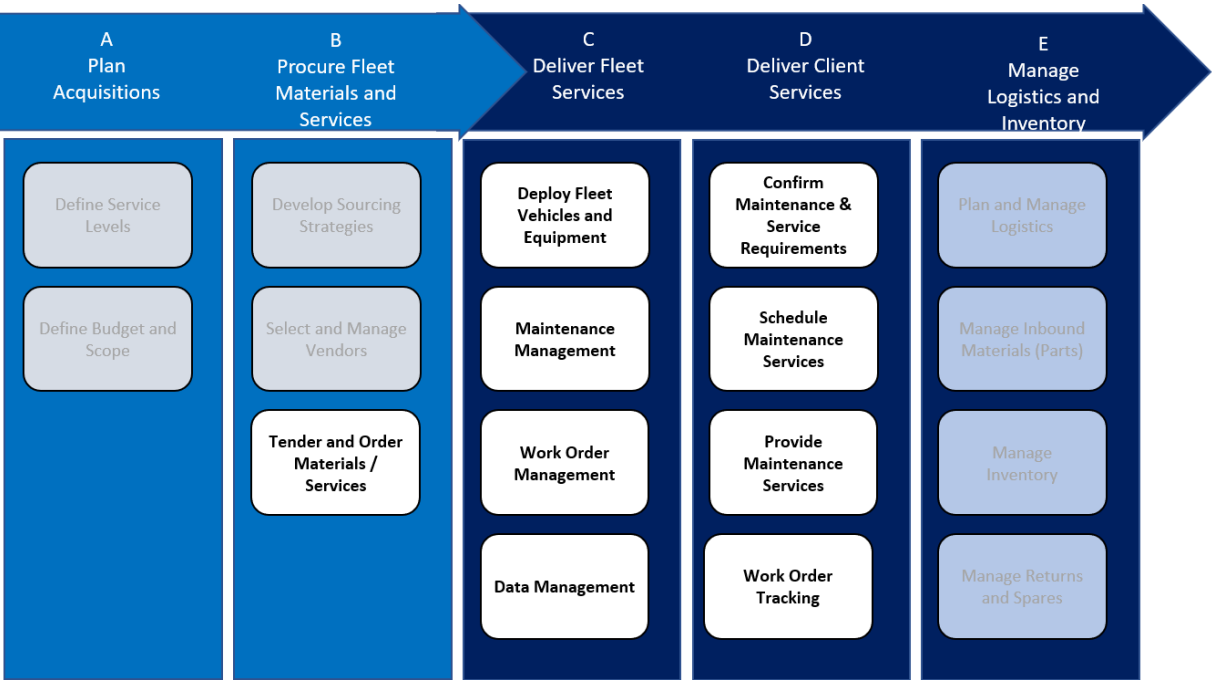 A
Plan
Acquisitions
B
Procure Fleet
Materials and
Services
C
Deliver Fleet
Services
D
Deliver Client
Services
E
Manage
Logistics and
Inventory
Define Service
Levels
Define Budget and
Scope
Develop Sourcing
Strategies
Select and Manage
Vendors
Tender and Order
Materials /
Services
Deploy Fleet
Vehicles and
Equipment
Maintenance
Management
Work Order
Management
Data Management
Confirm
Maintenance &
Service
Requirements
Schedule
Maintenance
Services
Provide
Maintenance
Services
Work Order
Tracking
Plan and Manage
Logistics
Manage Inbound
Materials (Parts)
Manage
Inventory
Manage Returns
and Spares